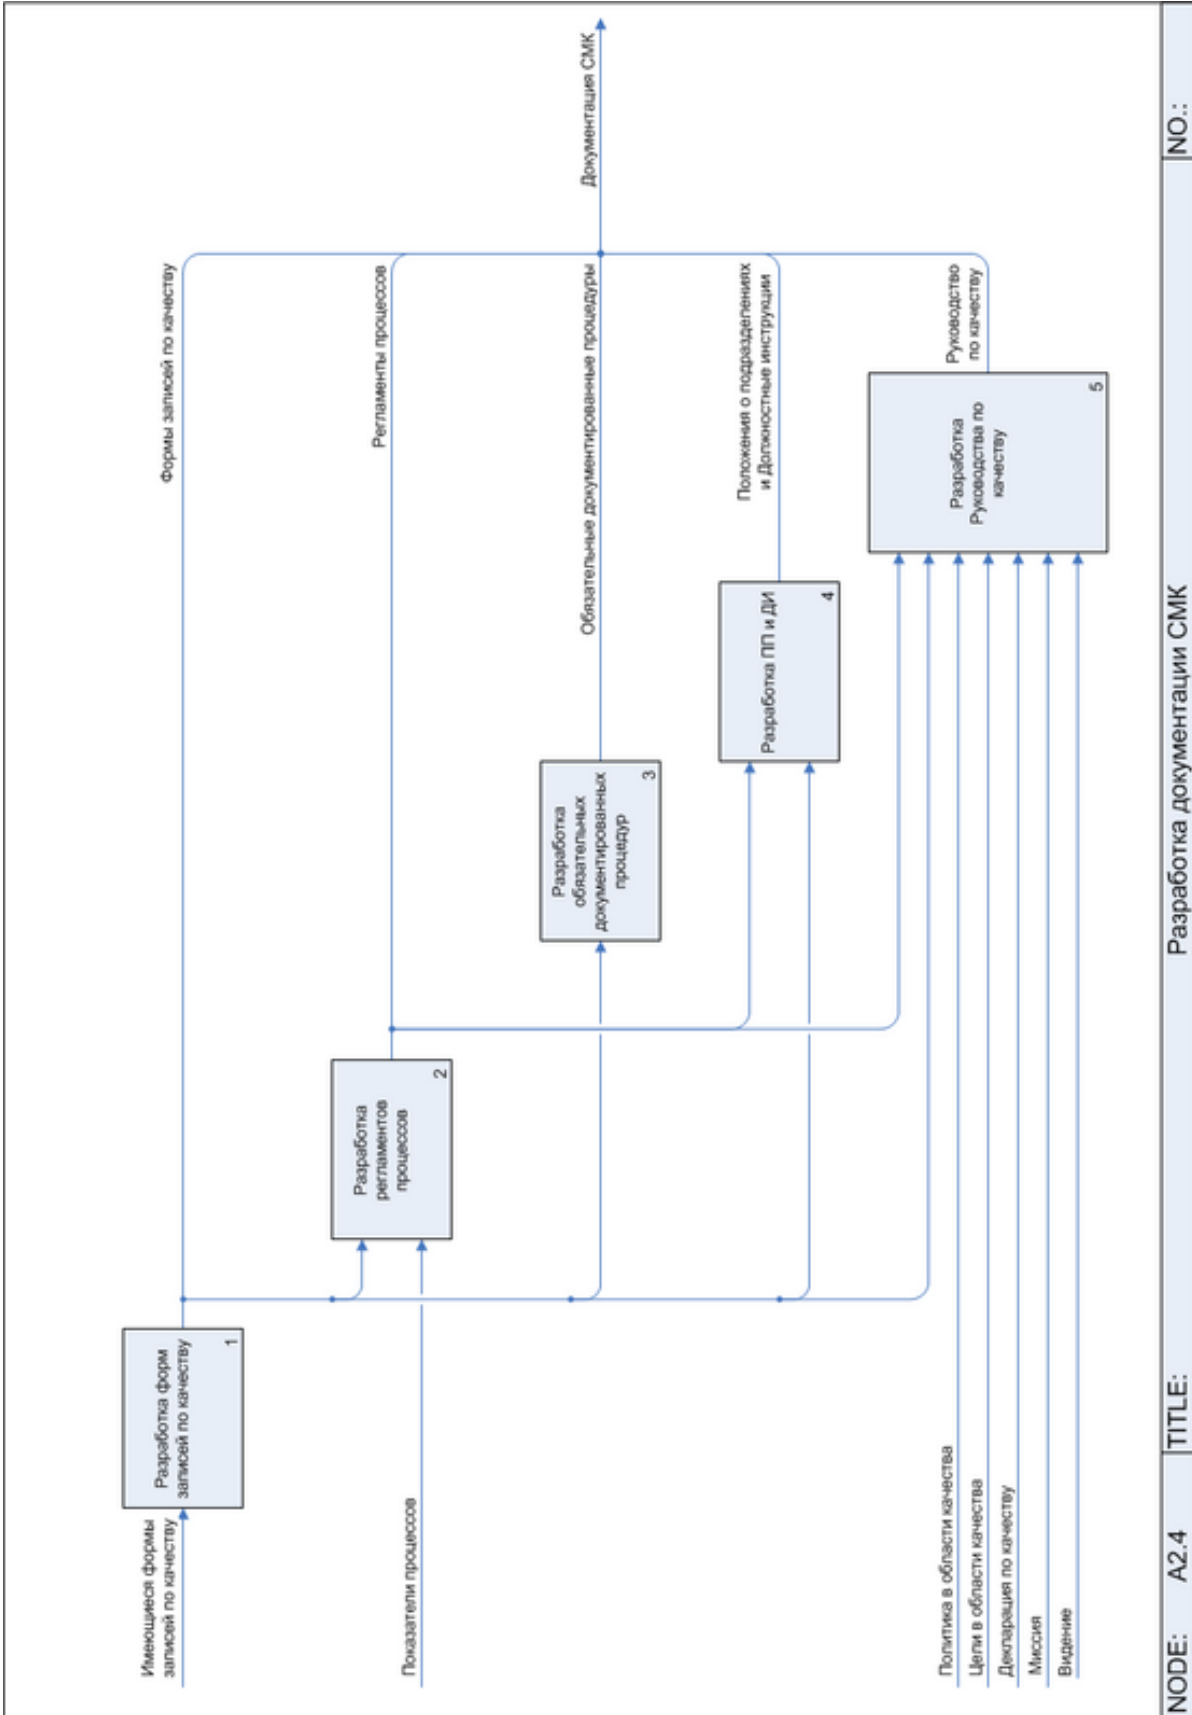 Имеющиеся формы
записей по качеству
Разработка форм
записей по качеству
1
Формы записей по качеству
Показатели процессов
Разработка
регламентов
процессов
2
Регламенты процессов
Разработка
обязательных
документированных
процедур
3
Обязательные документированные процедуры
Документация СМК
Разработка ПП и ДИ
4
Положения о подразделениях
и Должностные инструкции
Политика в области качества
Цели в области качества
Декларация по качеству
Миссия
Видение
Разработка
Руководства по
качеству
5
Руководство
по качеству
NODE: A2.4
TITLE: Разработка документации СМК
NO.: